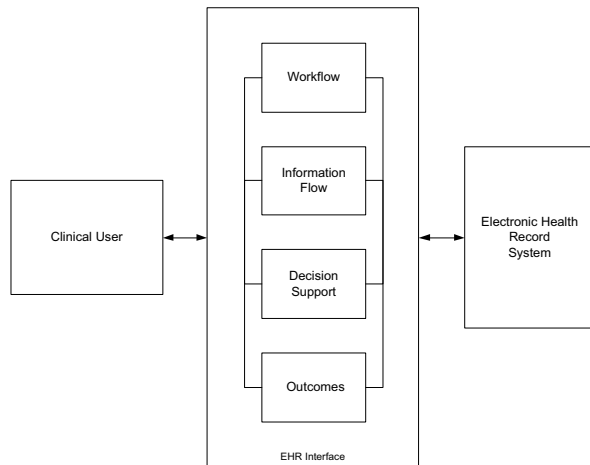 Workflow
Information
Flow
Clinical User
Electronic Health
Record
System
Decision
Support
Outcomes
EHR Interface